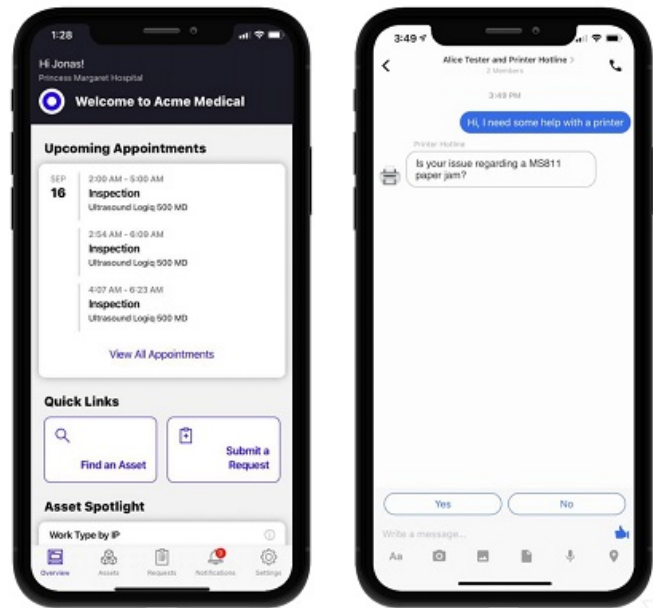 1:28
Hi Jonas!
Princess Margaret Hospital
Welcome to Acme Medical
Upcoming Appointments
SEP
16
2:00 AM - 5:00 AM
Inspection
Ultrasound Logiq 500 MD
2:54 AM - 6:09 AM
Inspection
Ultrasound Logiq 500 MD
4:07 AM - 6:23 AM
Inspection
Ultrasound Logiq 500 MD
View All Appointments
Quick Links
Find an Asset
Submit a
Request
Asset Spotlight
Work Type by IP
Overview
Assets
Requests
Notifications
Settings
3:49
Alice Tester and Printer Hotline >
2 Members
3:49 PM
Hi, I need some help with a printer
Printer Hotline
Is your issue regarding a MS811
paper jam?
Yes
No
Write a message...
Aa